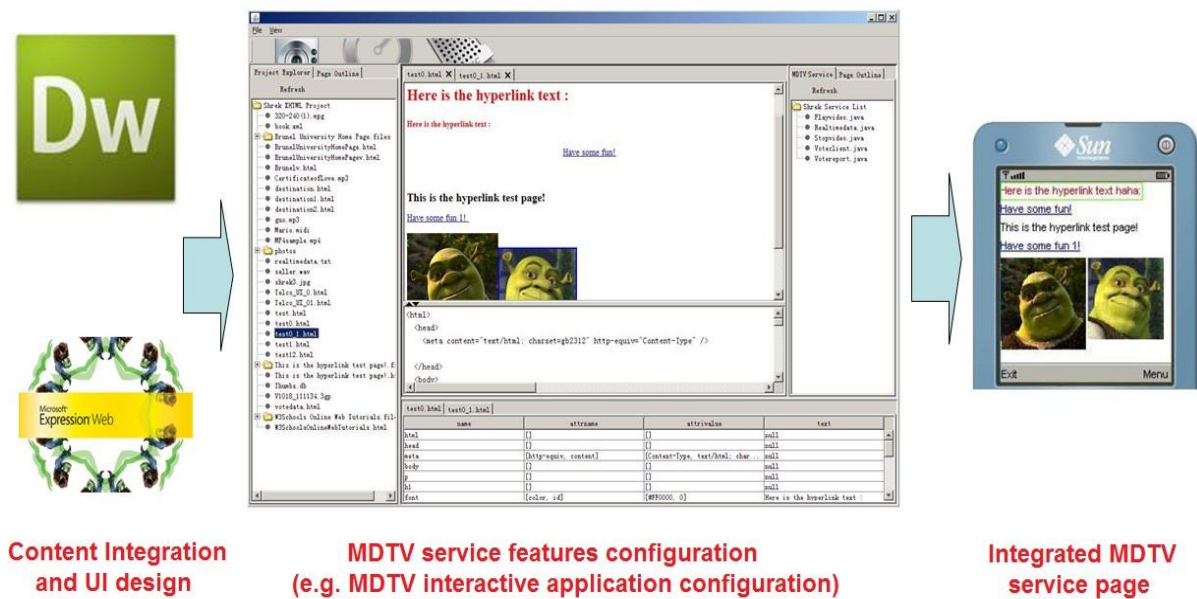 Dw
Microsoft
Expression Web
Content Integration
and UI design
File View
Project Explorer Page Outline
Refresh
Shrek XHTML Project
320-240(1).mpg
book.xml
Brunel University Home Page.files
BrunelUniversityHomePage.html
BrunelUniversityHomePagev.html
Brunelv.html
CertificateofLove.mp3
destination.html
destination1.html
destination2.html
guo.mp3
Mario.midi
MP4sample.mp4
photos
realtimedata.txt
seller.wav
shrek3.jpg
Telco_UI_0.html
Telco_UI_01.html
test.html
test0.html
test0_1.html
test1.html
test12.html
This is the hyperlink test page!.f
This is the hyperlink test page!.h
Thumbs.db
V1018_111134.3gp
votedata.html
W3Schools Online Web Tutorials.fil
W3SchoolsOnlineWebTutorials.html
test0.html X test0_1.html X
Here is the hyperlink text :
Here is the hyperlink text :
Have some fun!
This is the hyperlink test page!
Have some fun 1!
<html>
<head>
<meta content="text/html; charset=gb2312" http-equiv="Content-Type" />
</head>
<body>
test0.html test0_1.html
name attrname attrivalue text
html [] [] null
head [] [] null
meta [http-equiv, content] [Content-Type, text/html; char... null
body [] [] null
p [] [] null
h1 [] [] null
font [color, id] [#FF0000, 0] Here is the hyperlink text :
MDTV Service Page Outline
Refresh
Shrek Service List
Playvideo.java
Realtimedata.java
Stopvideo.java
Voteclient.java
Votereport.java
MDTV service features configuration
(e.g. MDTV interactive application configuration)
Sun
Here is the hyperlink text haha:
Have some fun!
This is the hyperlink test page!
Have some fun 1!
Exit Menu
Integrated MDTV
service page